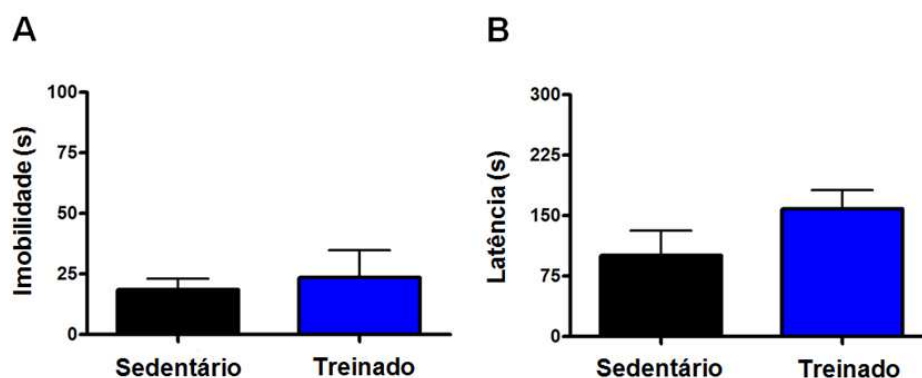 A
Imobilidade (s)
100
75
50
25
0
Sedentário Treinado
B
Latência (s)
300
225
150
75
0
Sedentário Treinado